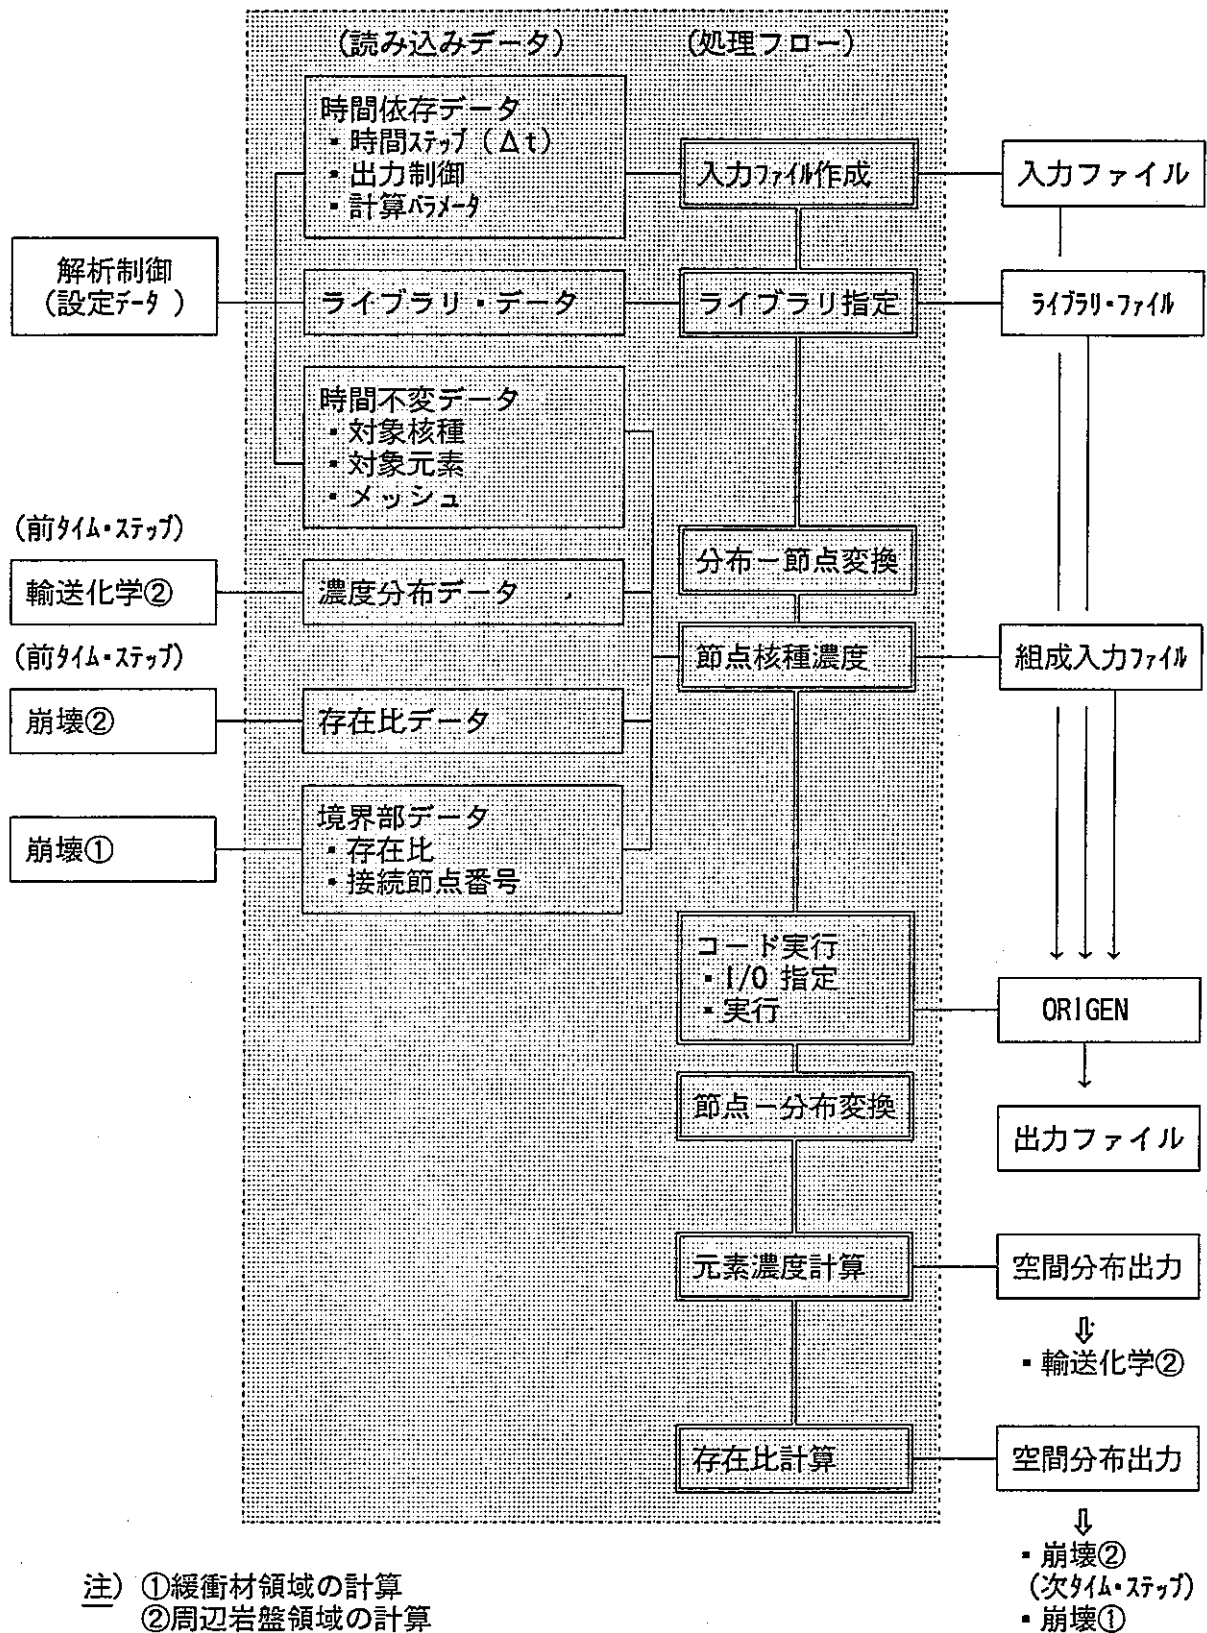 (読み込みデータ)
(処理フロー)
時間依存データ
・時間ステップ(Δt)
・出力制御
・計算パラメータ
入力ファイル作成
入力ファイル
解析制御
(設定データ)
ライブラリ・データ
ライブラリ指定
ライブラリ・ファイル
時間不変データ
・対象核種
・対象元素
・メッシュ
(前タイム・ステップ)
輸送化学②
濃度分布データ
分布－節点変換
(前タイム・ステップ)
節点核種濃度
組成入力ファイル
崩壊②
存在比データ
崩壊①
境界部データ
・存在比
・接続節点番号
コード実行
・I/O 指定
・実行
ORIGEN
節点－分布変換
出力ファイル
元素濃度計算
空間分布出力
⇩
・輸送化学②
存在比計算
空間分布出力
⇩
・崩壊②
(次タイム・ステップ)
・崩壊①
注) ①緩衝材領域の計算
②周辺岩盤領域の計算